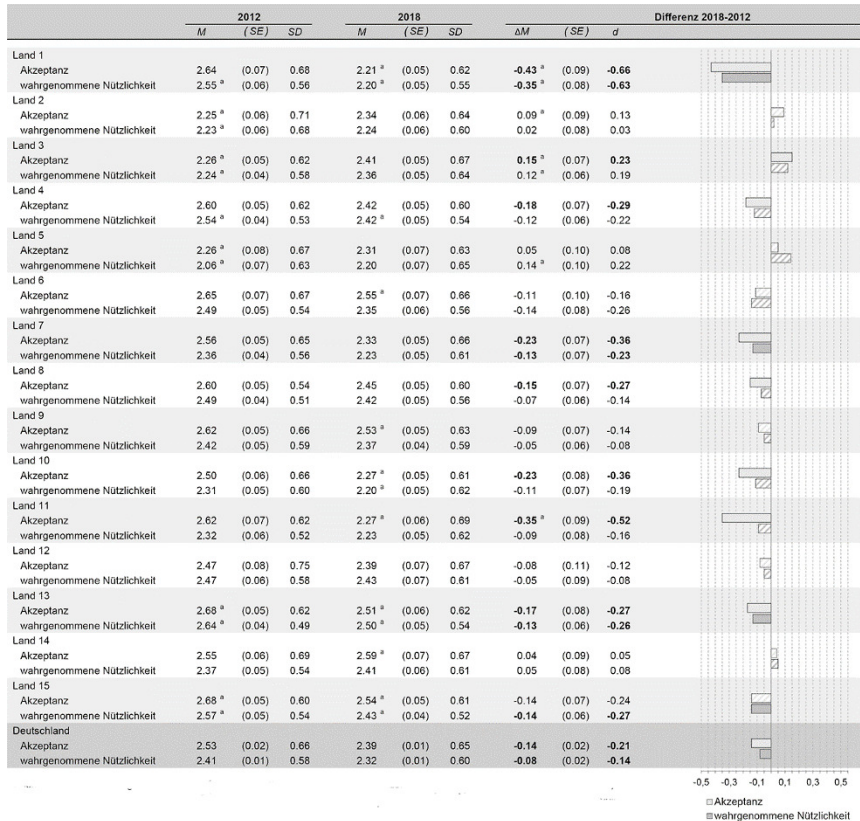 2012 2018 Differenz 2018-2012
M (SE) SD M (SE) SD ΔM (SE) d
Land 1
Akzeptanz 2.64 (0.07) 0.68 2.21 a (0.05) 0.62 -0.43 a (0.09) -0.66
wahrgenommene Nützlichkeit 2.55 a (0.06) 0.56 2.20 a (0.05) 0.55 -0.35 a (0.08) -0.63
Land 2
Akzeptanz 2.25 a (0.06) 0.71 2.34 (0.06) 0.64 0.09 a (0.09) 0.13
wahrgenommene Nützlichkeit 2.23 a (0.06) 0.68 2.24 (0.06) 0.60 0.02 (0.08) 0.03
Land 3
Akzeptanz 2.26 a (0.05) 0.62 2.41 (0.05) 0.67 0.15 a (0.07) 0.23
wahrgenommene Nützlichkeit 2.24 a (0.04) 0.58 2.36 (0.05) 0.64 0.12 a (0.06) 0.19
Land 4
Akzeptanz 2.60 (0.05) 0.62 2.42 (0.05) 0.60 -0.18 (0.07) -0.29
wahrgenommene Nützlichkeit 2.54 a (0.04) 0.53 2.42 a (0.05) 0.54 -0.12 (0.06) -0.22
Land 5
Akzeptanz 2.26 a (0.08) 0.67 2.31 (0.07) 0.63 0.05 (0.10) 0.08
wahrgenommene Nützlichkeit 2.06 a (0.07) 0.63 2.20 (0.07) 0.65 0.14 a (0.10) 0.22
Land 6
Akzeptanz 2.65 (0.07) 0.67 2.55 a (0.07) 0.66 -0.11 (0.10) -0.16
wahrgenommene Nützlichkeit 2.49 (0.05) 0.54 2.35 (0.06) 0.56 -0.14 (0.08) -0.26
Land 7
Akzeptanz 2.56 (0.05) 0.65 2.33 (0.05) 0.66 -0.23 (0.07) -0.36
wahrgenommene Nützlichkeit 2.36 (0.04) 0.56 2.23 (0.05) 0.61 -0.13 (0.07) -0.23
Land 8
Akzeptanz 2.60 (0.05) 0.54 2.45 (0.05) 0.60 -0.15 (0.07) -0.27
wahrgenommene Nützlichkeit 2.49 (0.04) 0.51 2.42 (0.05) 0.56 -0.07 (0.06) -0.14
Land 9
Akzeptanz 2.62 (0.05) 0.66 2.53 a (0.05) 0.63 -0.09 (0.07) -0.14
wahrgenommene Nützlichkeit 2.42 (0.05) 0.59 2.37 (0.04) 0.59 -0.05 (0.06) -0.08
Land 10
Akzeptanz 2.50 (0.06) 0.66 2.27 a (0.05) 0.61 -0.23 (0.08) -0.36
wahrgenommene Nützlichkeit 2.31 (0.05) 0.60 2.20 a (0.05) 0.62 -0.11 (0.07) -0.19
Land 11
Akzeptanz 2.62 (0.07) 0.62 2.27 a (0.06) 0.69 -0.35 a (0.09) -0.52
wahrgenommene Nützlichkeit 2.32 (0.06) 0.52 2.23 (0.05) 0.62 -0.09 (0.08) -0.16
Land 12
Akzeptanz 2.47 (0.08) 0.75 2.39 (0.07) 0.67 -0.08 (0.11) -0.12
wahrgenommene Nützlichkeit 2.47 (0.06) 0.58 2.43 (0.07) 0.61 -0.05 (0.09) -0.08
Land 13
Akzeptanz 2.68 a (0.05) 0.62 2.51 a (0.06) 0.62 -0.17 (0.08) -0.27
wahrgenommene Nützlichkeit 2.64 a (0.04) 0.49 2.50 a (0.05) 0.54 -0.13 (0.06) -0.26
Land 14
Akzeptanz 2.55 (0.06) 0.69 2.59 a (0.07) 0.67 0.04 (0.09) 0.05
wahrgenommene Nützlichkeit 2.37 (0.05) 0.54 2.41 (0.06) 0.61 0.05 (0.08) 0.08
Land 15
Akzeptanz 2.68 a (0.05) 0.60 2.54 a (0.05) 0.61 -0.14 (0.07) -0.24
wahrgenommene Nützlichkeit 2.57 a (0.05) 0.54 2.43 a (0.04) 0.52 -0.14 (0.06) -0.27
Deutschland
Akzeptanz 2.53 (0.02) 0.66 2.39 (0.01) 0.65 -0.14 (0.02) -0.21
wahrgenommene Nützlichkeit 2.41 (0.01) 0.58 2.32 (0.01) 0.60 -0.08 (0.02) -0.14
-0,5 -0,3 -0,1 0,1 0,3 0,5
Akzeptanz
wahrgenommene Nützlichkeit